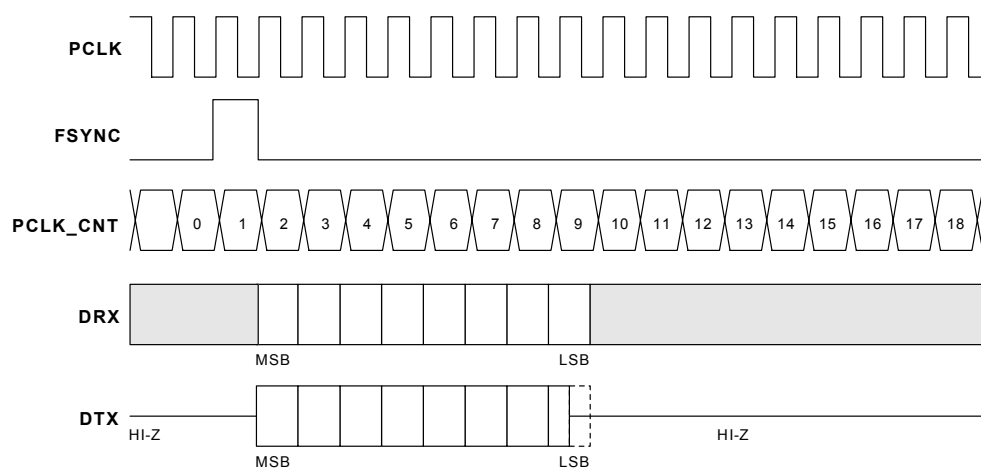 PCLK
FSYNC
PCLK_CNT 0 1 2 3 4 5 6 7 8 9 10 11 12 13 14 15 16 17 18
DRX
MSB LSB
DTX
HI-Z HI-Z
MSB LSB